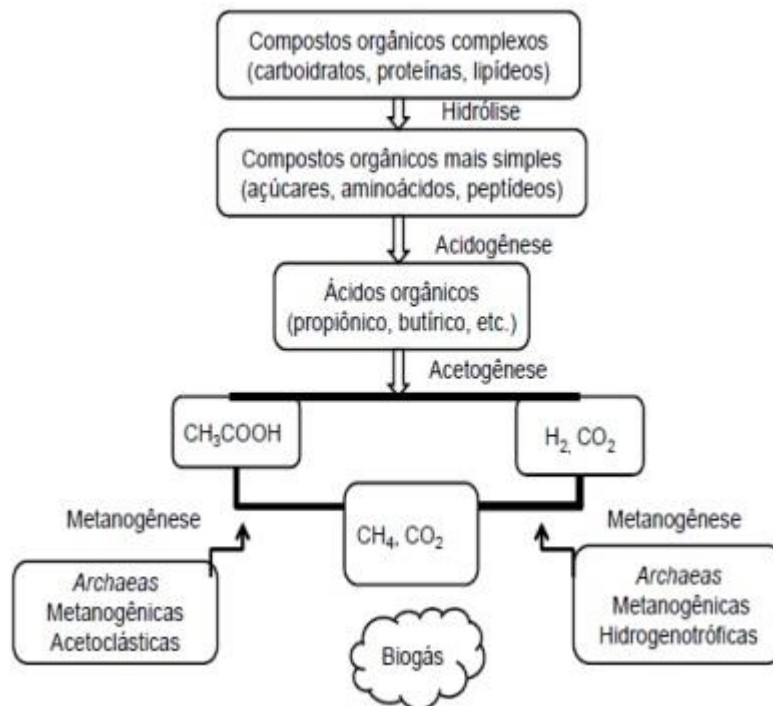 Compostos orgânicos complexos
(carboidratos, proteínas, lipídeos)
Hidrólise
Compostos orgânicos mais simples
(açúcares, aminoácidos, peptídeos)
Acidogênese
Ácidos orgânicos
(propiônico, butírico, etc.)
Acetogênese
CH₃COOH
H₂, CO₂
Metanogênese
CH₄, CO₂
Metanogênese
Archaeas
Metanogênicas
Acetoclásticas
Biogás
Archaeas
Metanogênicas
Hidrogenotróficas